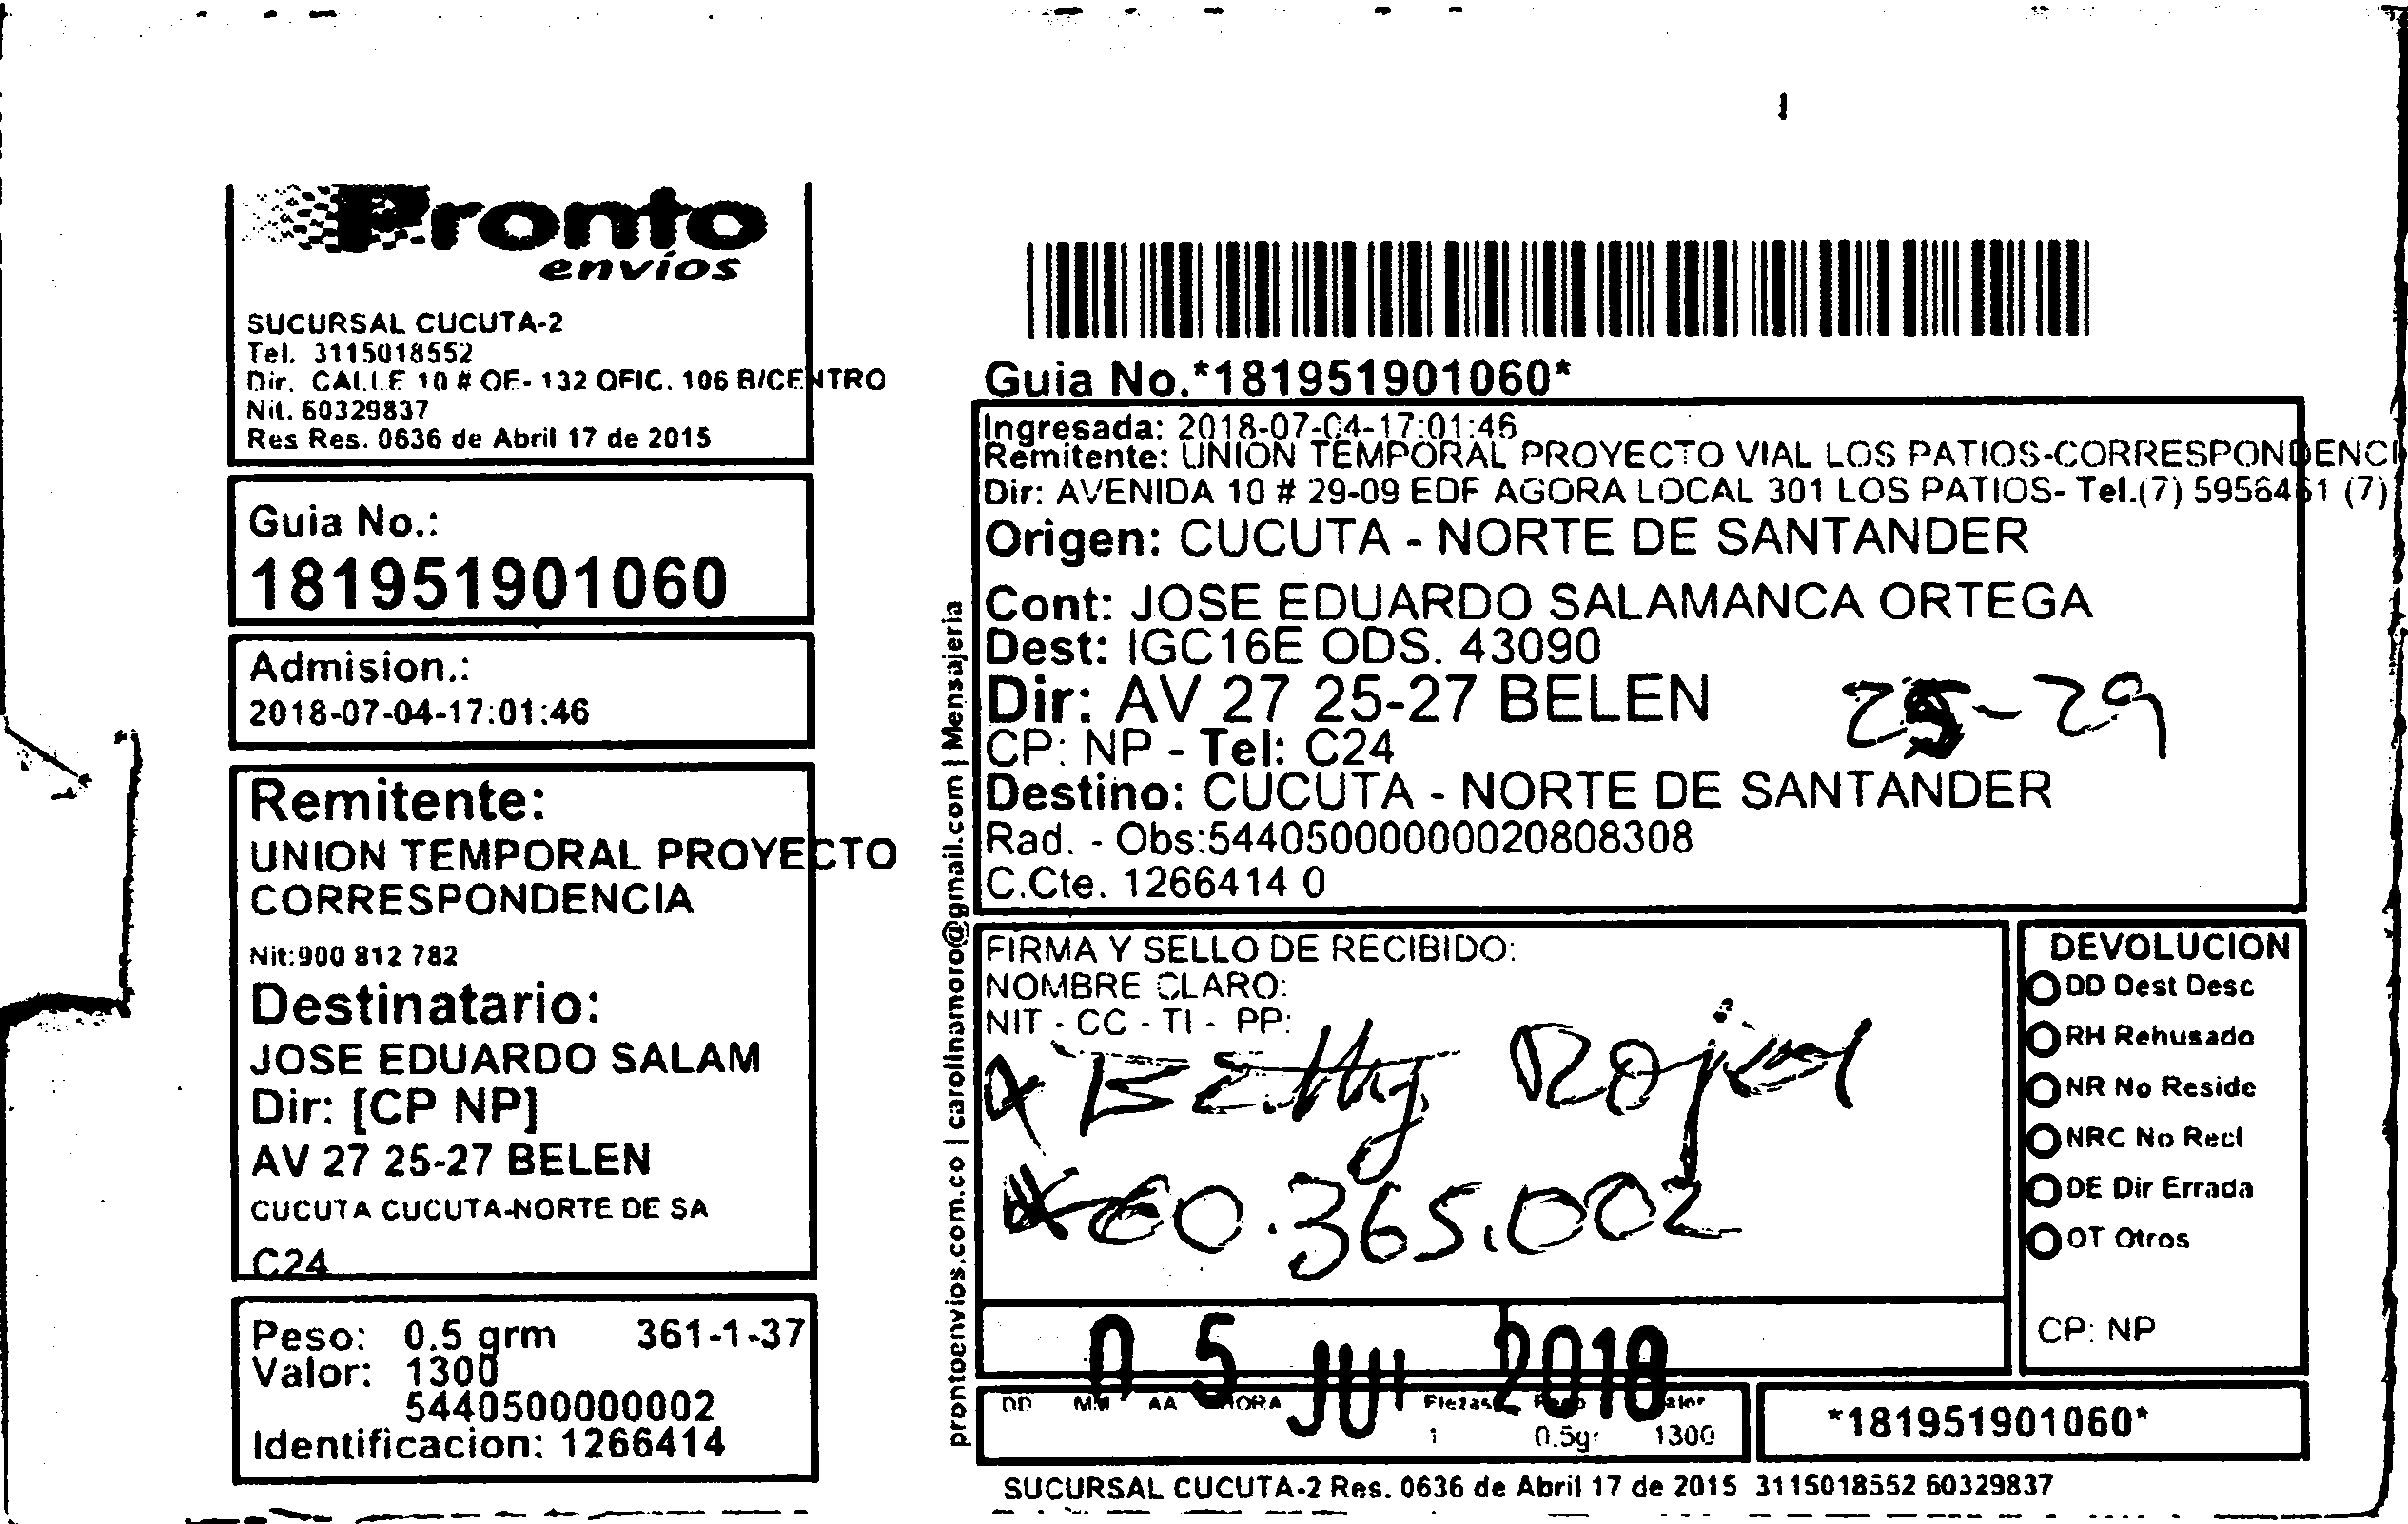 Pronto
envíos
SUCURSAL CUCUTA-2
Tel. 3115018552
Dir. CALLE 10 # OE- 132 OFIC. 106 B/CENTRO
Nit. 60329837
Res Res. 0636 de Abril 17 de 2015
Guia No.:
181951901060
Admision.:
2018-07-04-17:01:46
Remitente:
UNION TEMPORAL PROYECTO
CORRESPONDENCIA
Nit:900 812 782
Destinatario:
JOSE EDUARDO SALAM
Dir: [CP NP]
AV 27 25-27 BELEN
CUCUTA CUCUTA-NORTE DE SA
C24
Peso: 0.5 grm 361-1-37
Valor: 1300
5440500000002
Identificacion: 1266414
prontoenvios.com.co | carolinamoro@gmail.com | Mensajeria
Guia No.*181951901060*
Ingresada: 2018-07-04-17:01:46
Remitente: UNION TEMPORAL PROYECTO VIAL LOS PATIOS-CORRESPONDENCI
Dir: AVENIDA 10 # 29-09 EDF AGORA LOCAL 301 LOS PATIOS- Tel.(7) 5956461 (7)
Origen: CUCUTA - NORTE DE SANTANDER
Cont: JOSE EDUARDO SALAMANCA ORTEGA
Dest: IGC16E ODS. 43090
Dir: AV 27 25-27 BELEN 25-29
CP: NP - Tel: C24
Destino: CUCUTA - NORTE DE SANTANDER
Rad. - Obs:544050000000020808308
C.Cte. 1266414 0
FIRMA Y SELLO DE RECIBIDO:
NOMBRE CLARO:
NIT - CC - TI - PP:
x Betty Rojas
x 60.365.002
05 JUL 2018
DD MM AA HORA Piezas Peso Valor
1 0.5gr 1300
DEVOLUCION
DD Dest Desc
RH Rehusado
NR No Reside
NRC No Recl
DE Dir Errada
OT Otros
CP: NP
*181951901060*
SUCURSAL CUCUTA-2 Res. 0636 de Abril 17 de 2015 3115018552 60329837